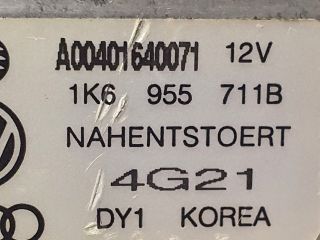 A00401640071 12V
1K6 955 711B
NAHENTSTOERT
4G21
DY1 KOREA